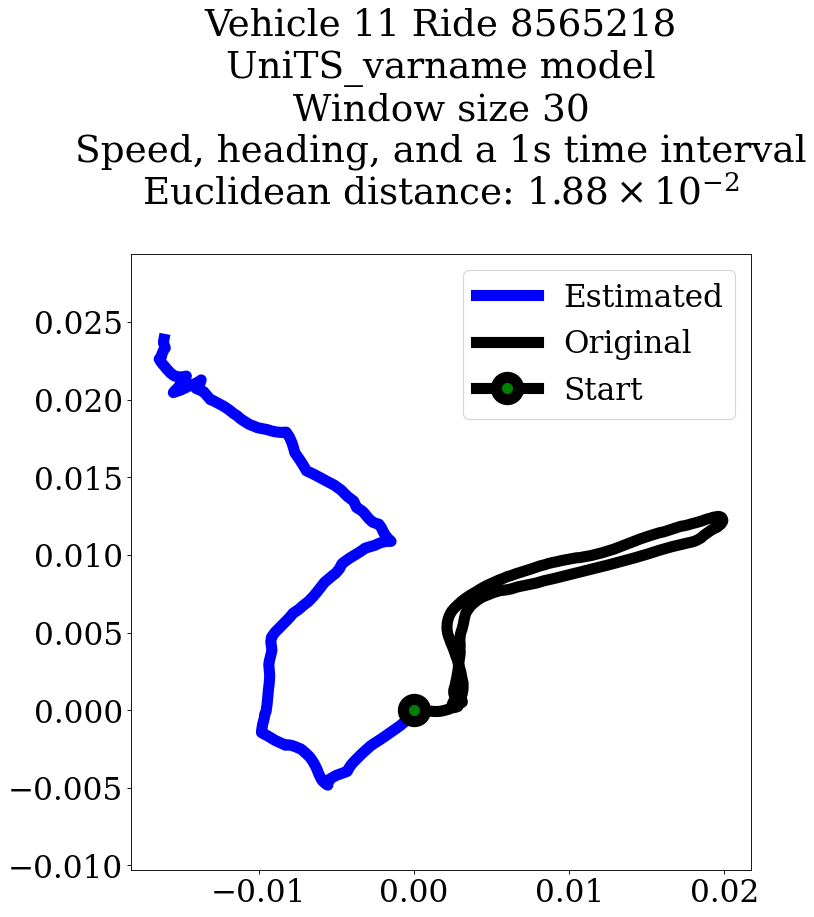 Vehicle 11 Ride 8565218
UniTS_varname model
Window size 30
Speed, heading, and a 1s time interval
Euclidean distance: 1.88 × 10⁻²
Estimated
Original
Start
0.025
0.020
0.015
0.010
0.005
0.000
−0.005
−0.010
−0.01 0.00 0.01 0.02